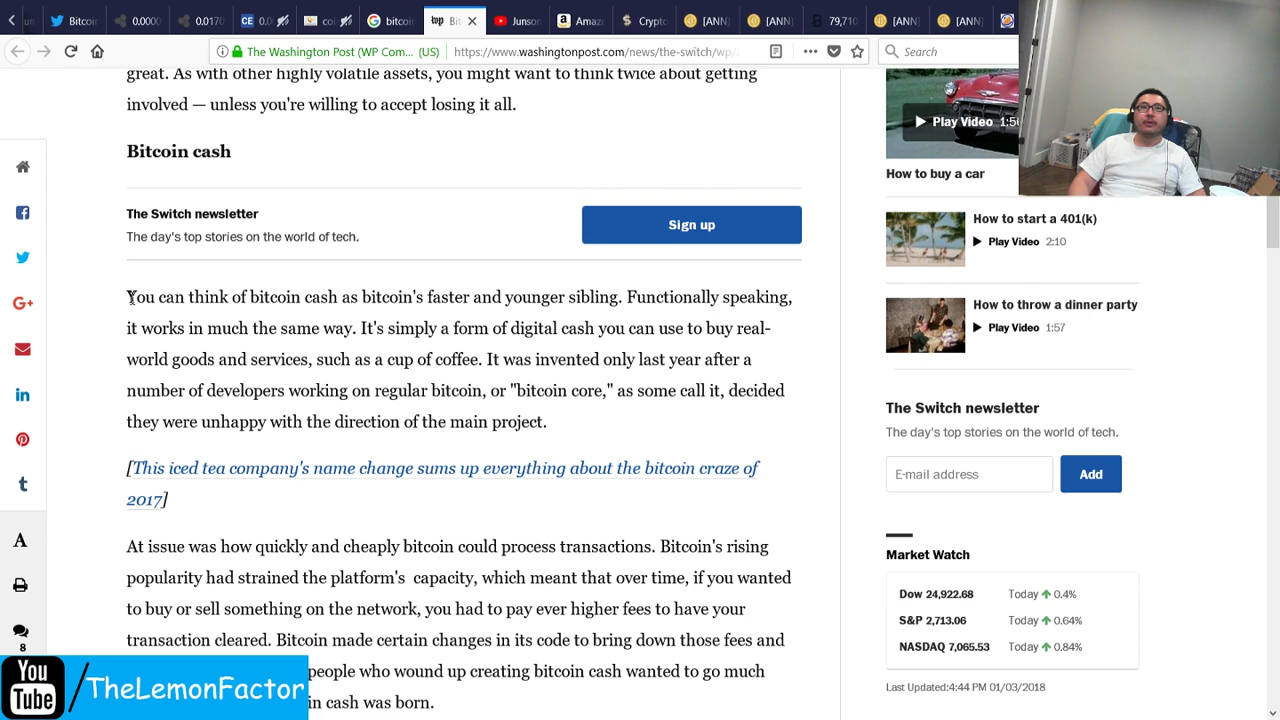 Bitcoin
0.0000
0.0170
CE 0.0
coi
bitcoi
wp Bit
Junson
Amaz
Crypto
[ANN]
[ANN]
79,710
[ANN]
[ANN]
The Washington Post (WP Com... (US)
https://www.washingtonpost.com/news/the-switch/wp/
Search
great. As with other highly volatile assets, you might want to think twice about getting
involved — unless you're willing to accept losing it all.
Bitcoin cash
The Switch newsletter
The day's top stories on the world of tech.
Sign up
You can think of bitcoin cash as bitcoin's faster and younger sibling. Functionally speaking,
it works in much the same way. It's simply a form of digital cash you can use to buy real-
world goods and services, such as a cup of coffee. It was invented only last year after a
number of developers working on regular bitcoin, or "bitcoin core," as some call it, decided
they were unhappy with the direction of the main project.
[This iced tea company's name change sums up everything about the bitcoin craze of
2017]
At issue was how quickly and cheaply bitcoin could process transactions. Bitcoin's rising
popularity had strained the platform's capacity, which meant that over time, if you wanted
to buy or sell something on the network, you had to pay ever higher fees to have your
transaction cleared. Bitcoin made certain changes in its code to bring down those fees and
people who wound up creating bitcoin cash wanted to go much
in cash was born.
Play Video 1:56
How to buy a car
How to start a 401(k)
Play Video 2:10
How to throw a dinner party
Play Video 1:57
The Switch newsletter
The day's top stories on the world of tech.
E-mail address
Add
Market Watch
Dow 24,922.68 Today 0.4%
S&P 2,713.06 Today 0.64%
NASDAQ 7,065.53 Today 0.84%
Last Updated:4:44 PM 01/03/2018
G+
in
t
A
8
You
Tube
/TheLemonFactor